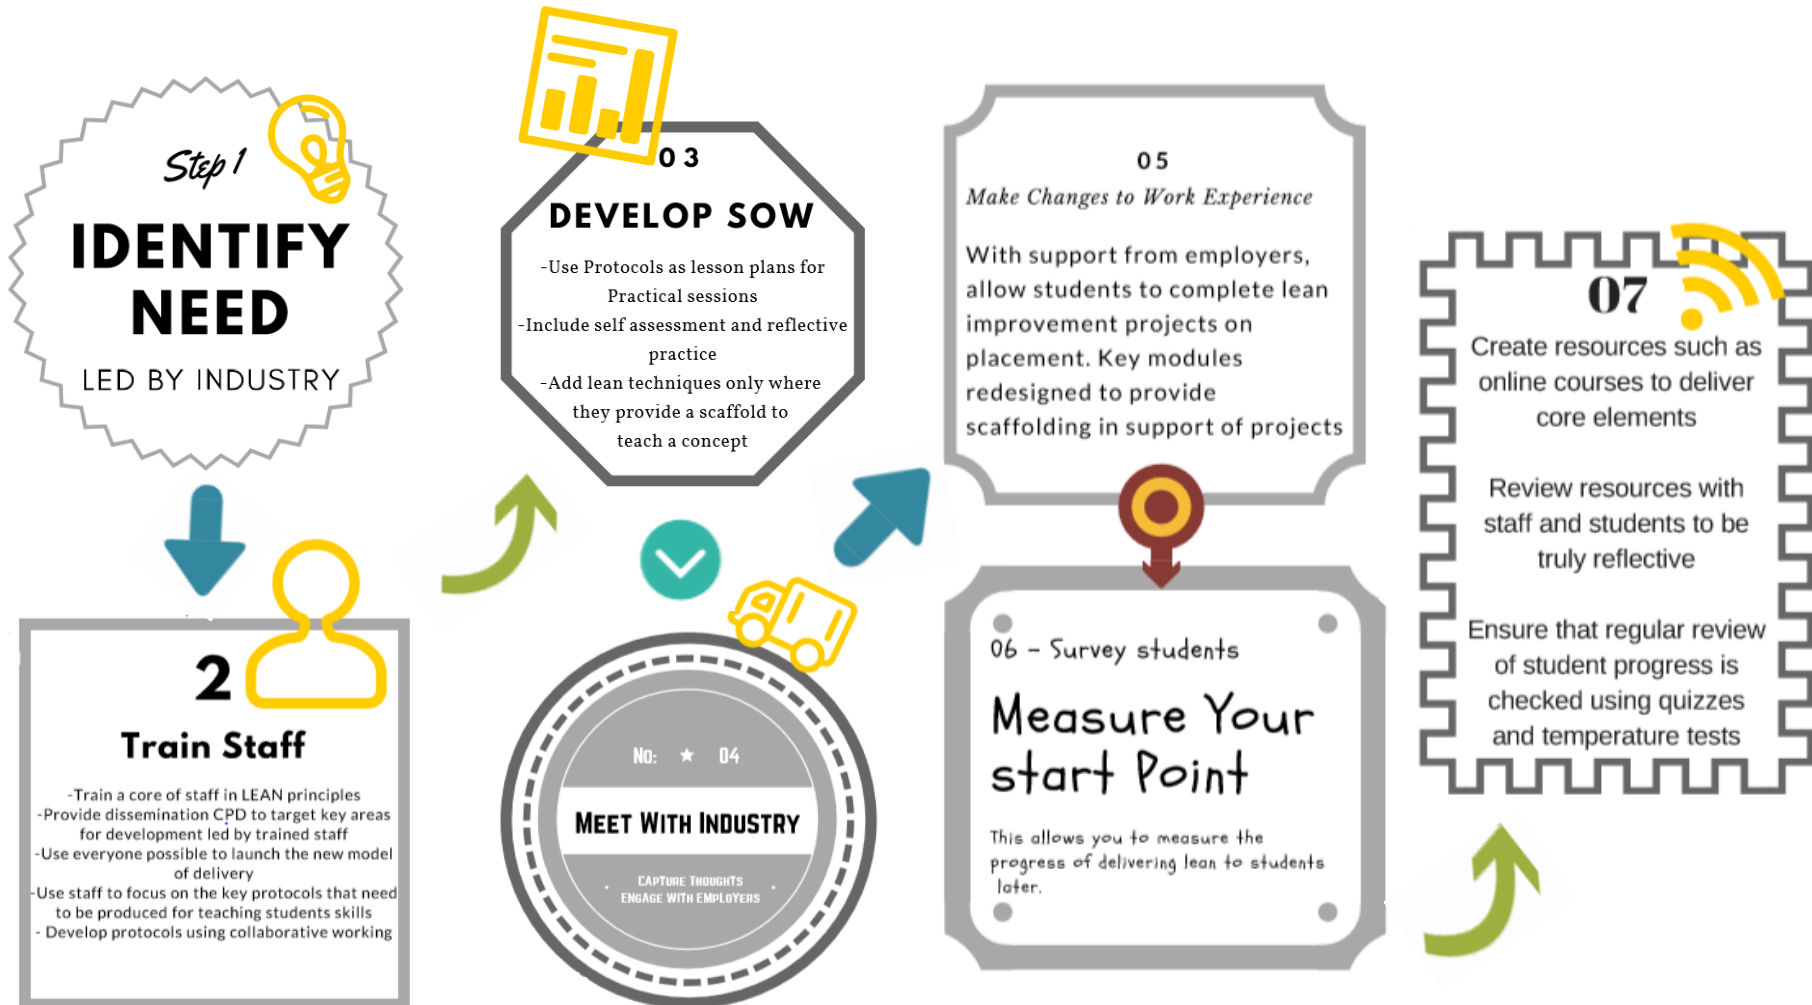 Step 1
IDENTIFY
NEED
LED BY INDUSTRY
2
Train Staff
-Train a core of staff in LEAN principles
-Provide dissemination CPD to target key areas
for development led by trained staff
-Use everyone possible to launch the new model
of delivery
-Use staff to focus on the key protocols that need
to be produced for teaching students skills
- Develop protocols using collaborative working
03
DEVELOP SOW
-Use Protocols as lesson plans for
Practical sessions
-Include self assessment and reflective
practice
-Add lean techniques only where
they provide a scaffold to
teach a concept
No: ★ 04
MEET WITH INDUSTRY
CAPTURE THOUGHTS
ENGAGE WITH EMPLOYERS
05
Make Changes to Work Experience
With support from employers,
allow students to complete lean
improvement projects on
placement. Key modules
redesigned to provide
scaffolding in support of projects
06 - Survey students
Measure Your
start Point
This allows you to measure the
progress of delivering lean to students
later.
07
Create resources such as
online courses to deliver
core elements
Review resources with
staff and students to be
truly reflective
Ensure that regular review
of student progress is
checked using quizzes
and temperature tests